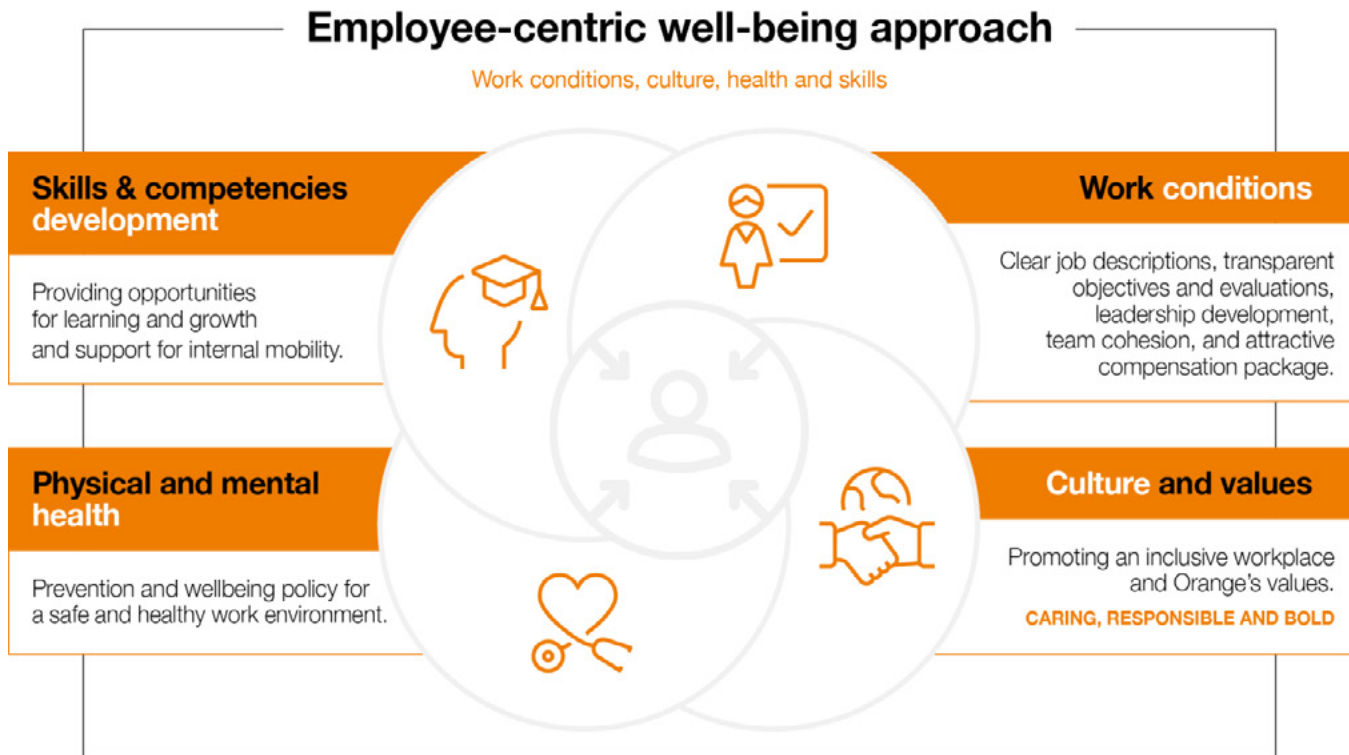 Employee-centric well-being approach
Work conditions, culture, health and skills
Skills & competencies
development
Providing opportunities
for learning and growth
and support for internal mobility.
Work conditions
Clear job descriptions, transparent
objectives and evaluations,
leadership development,
team cohesion, and attractive
compensation package.
Physical and mental
health
Prevention and wellbeing policy for
a safe and healthy work environment.
Culture and values
Promoting an inclusive workplace
and Orange’s values.
CARING, RESPONSIBLE AND BOLD